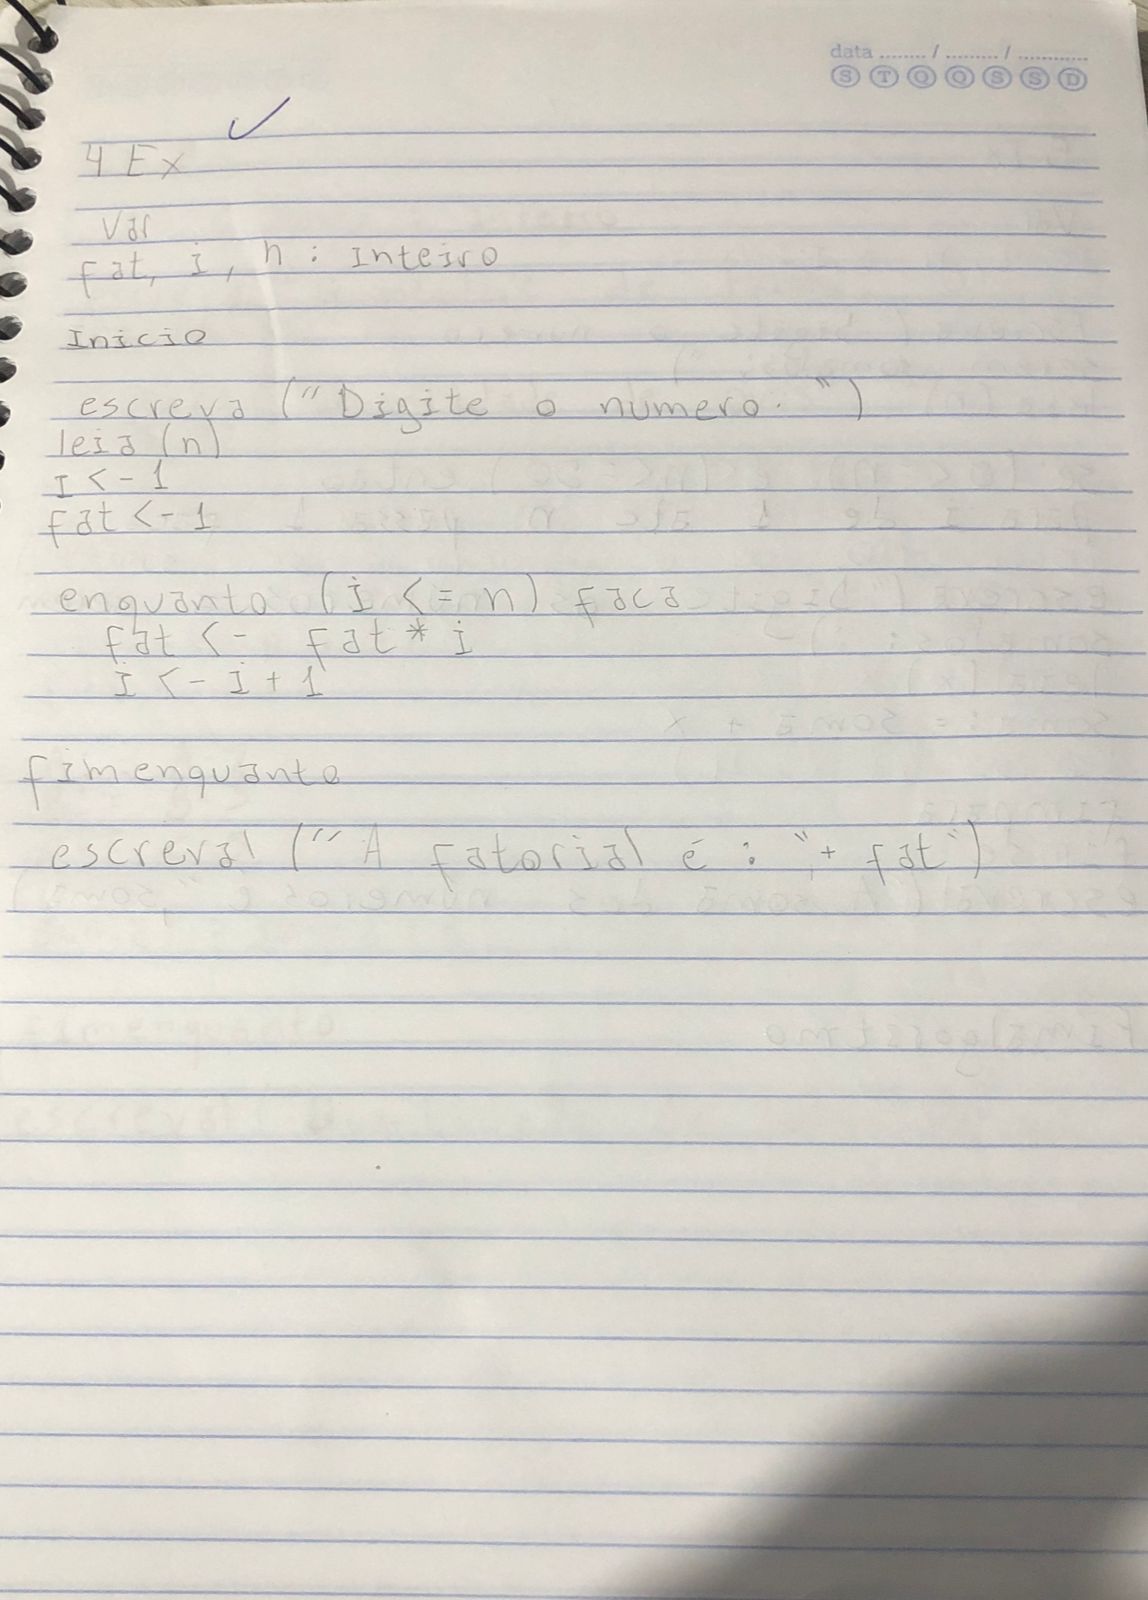 data ....... / ........ / ............
S T Q Q S S D
4 Ex
Var
fat, i, n : Inteiro
Inicio
escreva ("Digite o numero. ")
leia (n)
I <- 1
fat <- 1
enquanto (i <= n) faca
fat <- fat * i
i <- i + 1
fimenquanto
escreval ("A fatorial é : "+ fat")